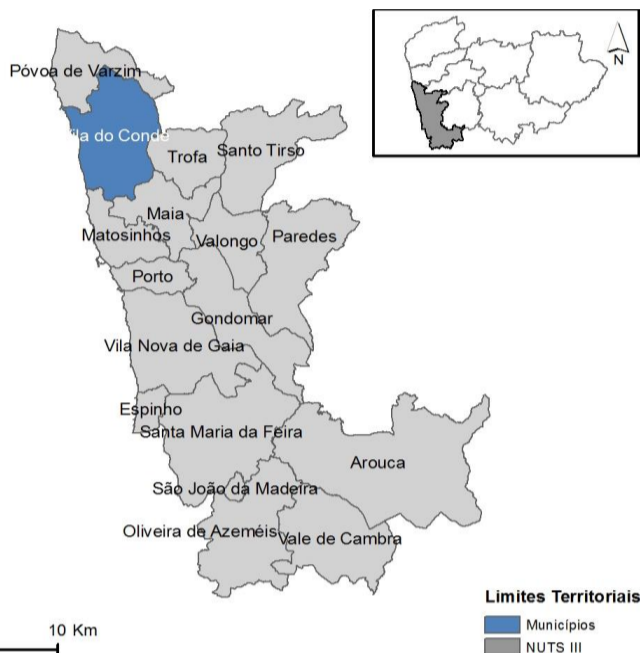 N
Póvoa de Varzim
Vila do Conde
Trofa
Santo Tirso
Maia
Matosinhos
Valongo
Paredes
Porto
Gondomar
Vila Nova de Gaia
Espinho
Santa Maria da Feira
Arouca
São João da Madeira
Oliveira de Azeméis
Vale de Cambra
Limites Territoriais
Municípios
NUTS III
10 Km